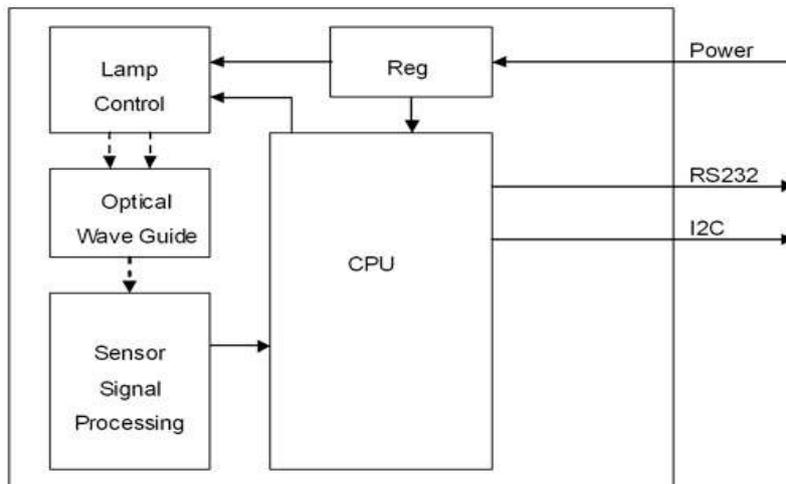 Lamp
Control
Reg
Power
RS232
I2C
Optical
Wave Guide
CPU
Sensor
Signal
Processing